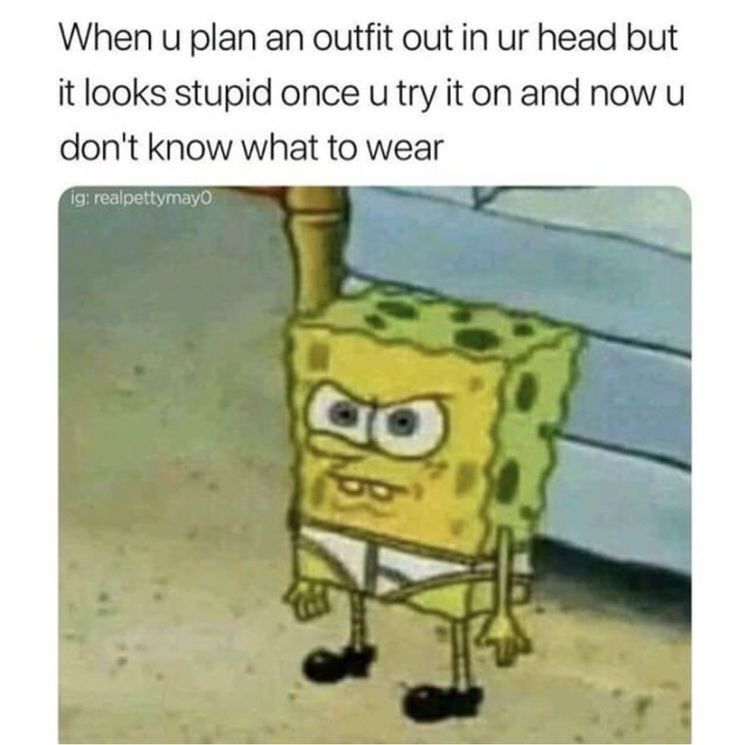 When u plan an outfit out in ur head but
it looks stupid once u try it on and now u
don't know what to wear
ig: realpettymayo